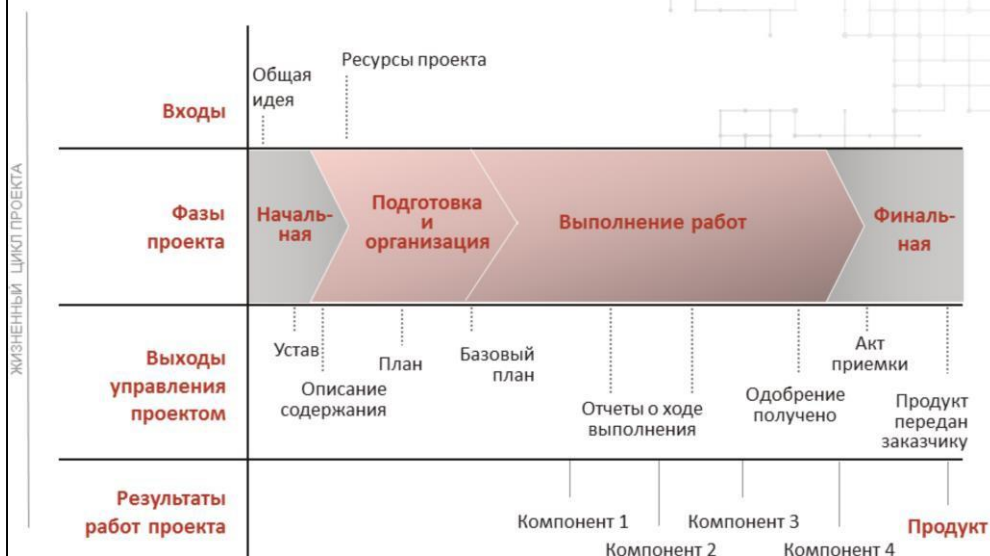 ЖИЗНЕННЫЙ ЦИКЛ ПРОЕКТА
Входы
Общая
идея
Ресурсы проекта
Фазы
проекта
Началь-
ная
Подготовка
и
организация
Выполнение работ
Финаль-
ная
Выходы
управления
проектом
Устав
Описание
содержания
План
Базовый
план
Отчеты о ходе
выполнения
Одобрение
получено
Акт
приемки
Продукт
передан
заказчику
Результаты
работ проекта
Компонент 1
Компонент 2
Компонент 3
Компонент 4
Продукт